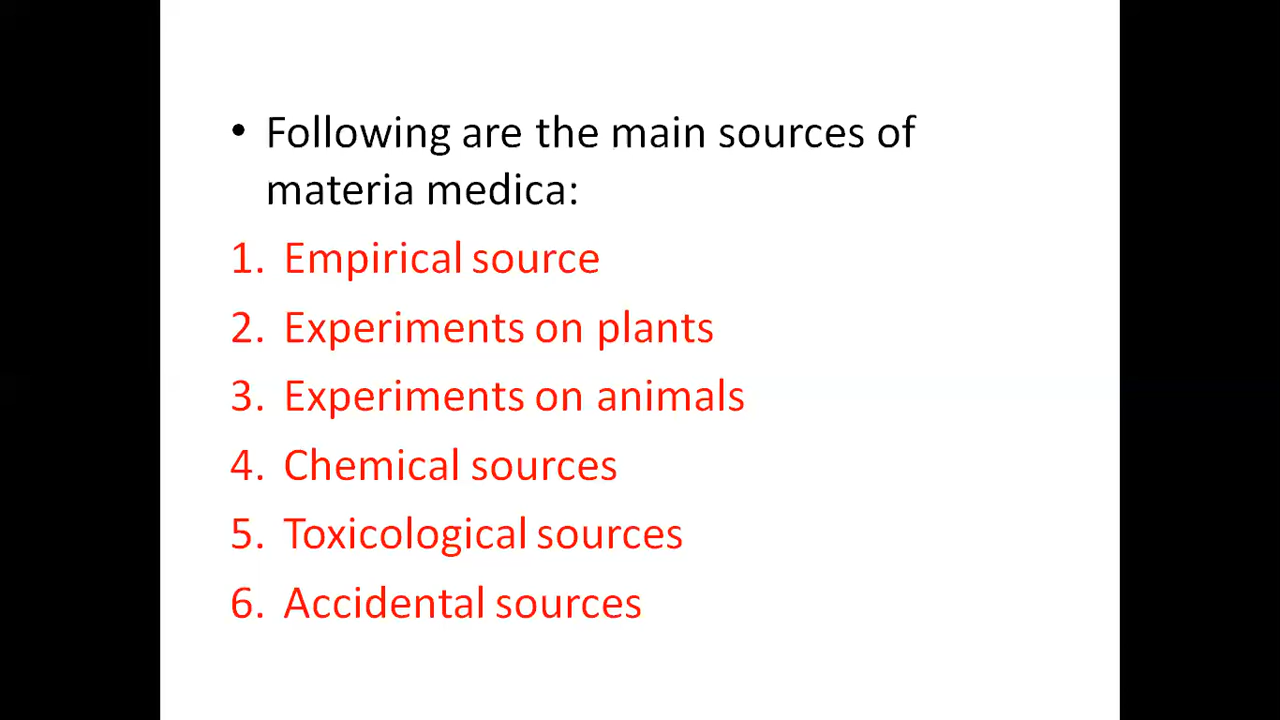 • Following are the main sources of
materia medica:
1. Empirical source
2. Experiments on plants
3. Experiments on animals
4. Chemical sources
5. Toxicological sources
6. Accidental sources